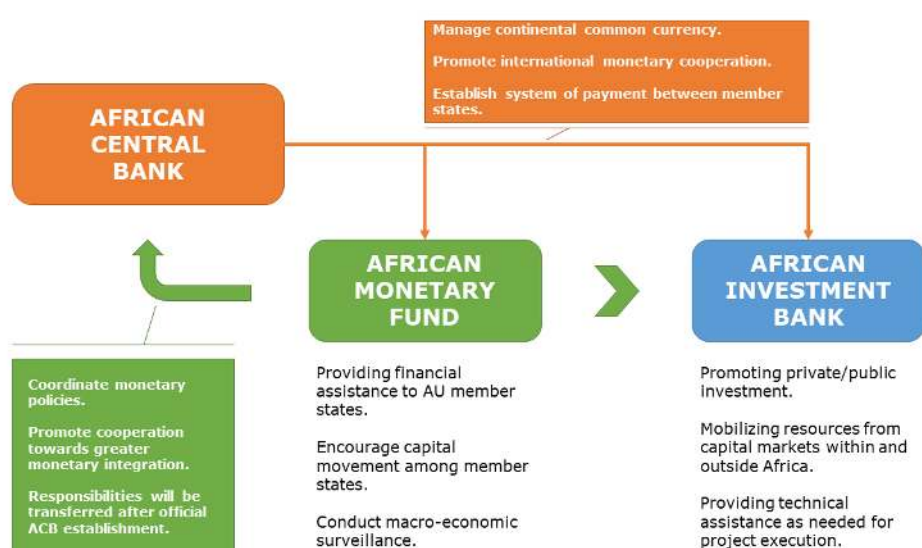 Manage continental common currency.
Promote international monetary cooperation.
Establish system of payment between member
states.
AFRICAN
CENTRAL
BANK
AFRICAN
MONETARY
FUND
AFRICAN
INVESTMENT
BANK
Coordinate monetary
policies.
Promote cooperation
towards greater
monetary integration.
Responsibilities will be
transferred after official
ACB establishment.
Providing financial
assistance to AU member
states.
Encourage capital
movement among member
states.
Conduct macro-economic
surveillance.
Promoting private/public
investment.
Mobilizing resources from
capital markets within and
outside Africa.
Providing technical
assistance as needed for
project execution.